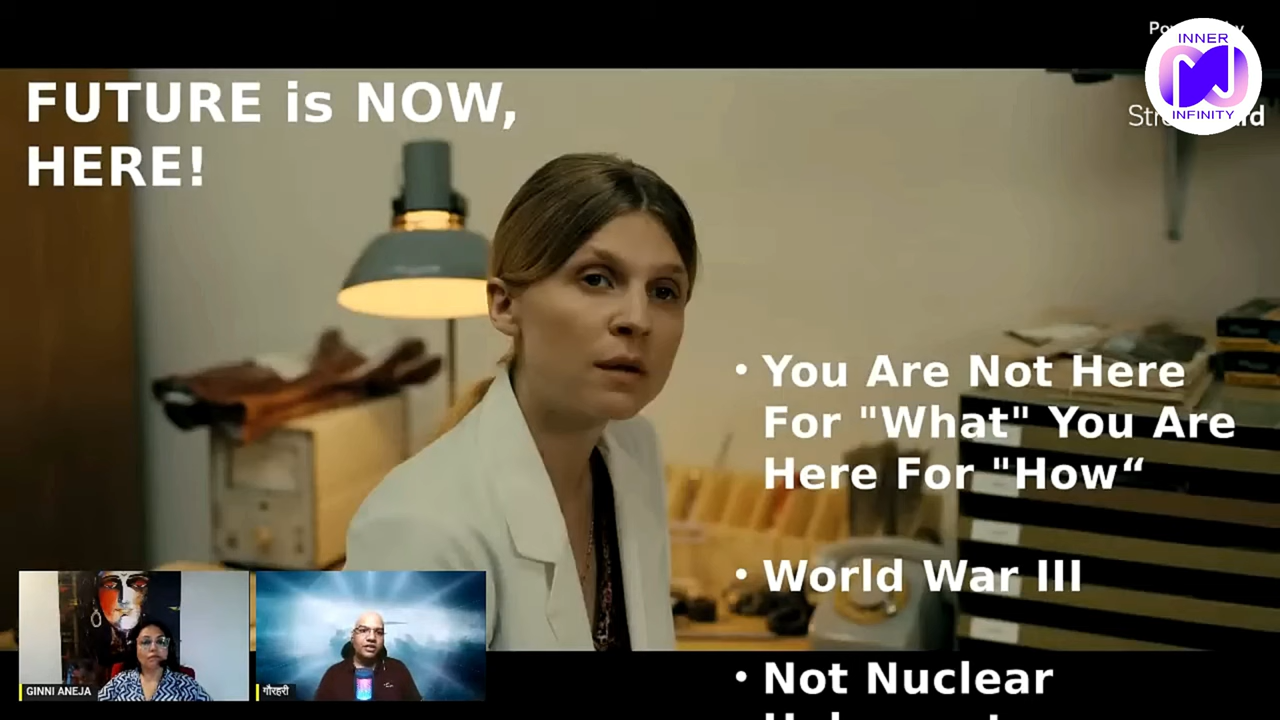 INNER
INFINITY
FUTURE is NOW,
HERE!
• You Are Not Here
For "What" You Are
Here For "How“
• World War III
• Not Nuclear
GINNI ANEJA
गौरहरी